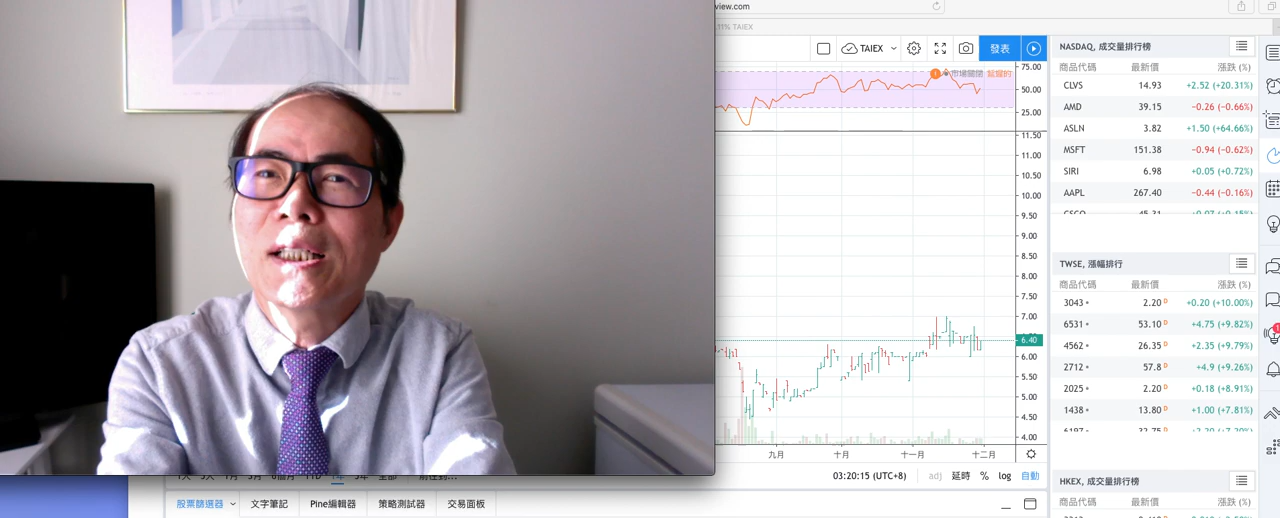 view.com
11% TAIEX
TAIEX
發表
75.00
50.00
25.00
11.50
11.00
10.50
10.00
9.50
9.00
8.50
8.00
7.50
7.00
6.40
6.00
5.50
5.00
4.50
4.00
九月
十月
十一月
十二月
03:20:15 (UTC+8)
adj
延時
%
log
自動
股票篩選器
文字筆記
Pine編輯器
策略測試器
交易面板
NASDAQ, 成交量排行榜
商品代碼 最新價 漲跌 (%)
CLVS 14.93 +2.52 (+20.31%)
AMD 39.15 −0.26 (−0.66%)
ASLN 3.82 +1.50 (+64.66%)
MSFT 151.38 −0.94 (−0.62%)
SIRI 6.98 +0.05 (+0.72%)
AAPL 267.40 −0.44 (−0.16%)
TWSE, 漲幅排行
商品代碼 最新價 漲跌 (%)
3043 2.20 D +0.20 (+10.00%)
6531 53.10 D +4.75 (+9.82%)
4562 26.35 D +2.35 (+9.79%)
2712 57.8 D +4.9 (+9.26%)
2025 2.20 D +0.18 (+8.91%)
1438 13.80 D +1.00 (+7.81%)
HKEX, 成交量排行榜
商品代碼 最新價 漲跌 (%)